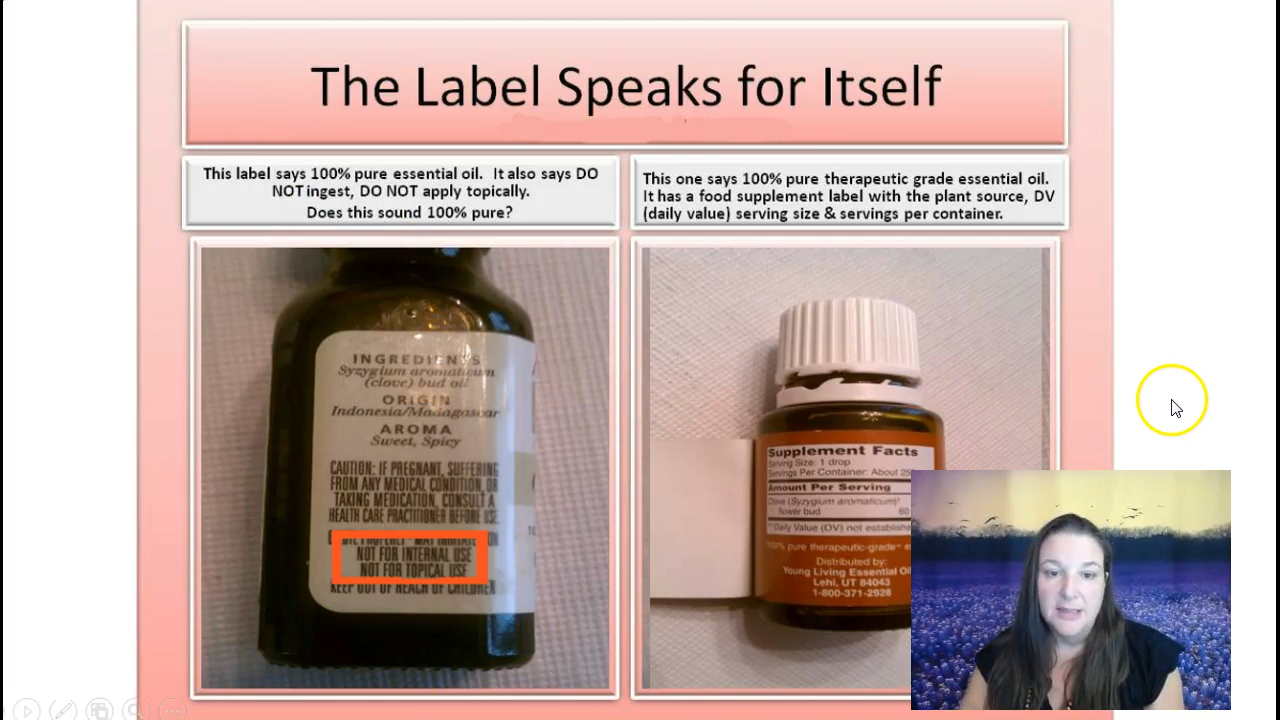 The Label Speaks for Itself
This label says 100% pure essential oil. It also says DO
NOT ingest, DO NOT apply topically.
Does this sound 100% pure?
This one says 100% pure therapeutic grade essential oil.
It has a food supplement label with the plant source, DV
(daily value) serving size & servings per container.
INGREDIENTS
Syzygium aromaticum
(clove) bud oil
ORIGIN
Indonesia/Madagascar
AROMA
Sweet, Spicy
CAUTION: IF PREGNANT, SUFFERING
FROM ANY MEDICAL CONDITION, OR
TAKING MEDICATION, CONSULT A
HEALTH CARE PRACTITIONER BEFORE USE.
NOT FOR INTERNAL USE
NOT FOR TOPICAL USE
KEEP OUT OF REACH OF CHILDREN
Supplement Facts
Serving Size: 1 drop
Servings Per Container: About
Amount Per Serving
Clove (Syzygium aromaticum)†
flower bud 60
Daily Value (DV) not
100% pure therapeutic-grade™
Distributed by:
Young Living Essential
Lehi, UT 84043
1-800-371-2928